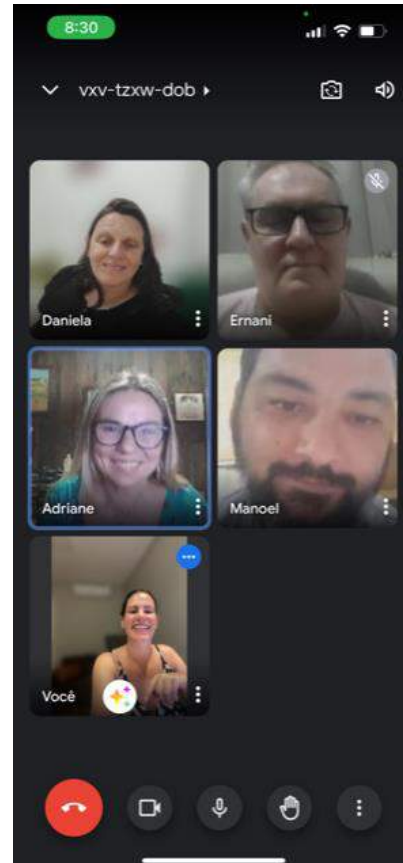 8:30
vxv-tzxw-dob
Daniela
Ernani
Adriane
Manoel
Você